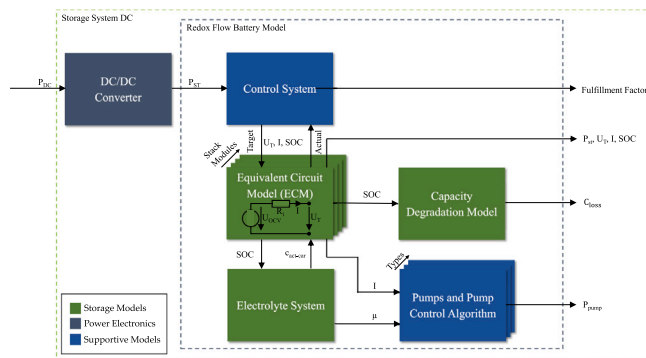 Storage System DC
Redox Flow Battery Model
P_DC
DC/DC
Converter
P_ST
Control System
Fulfillment Factor
Target
U_T, I, SOC
Actual
P_st, U_T, I, SOC
Stack
Modules
Equivalent Circuit
Model (ECM)
R_i
I
U_OCV
U_T
SOC
Capacity
Degradation Model
C_loss
SOC
c_act-car
Types
Electrolyte System
I
Pumps and Pump
Control Algorithm
P_pump
μ
Storage Models
Power Electronics
Supportive Models